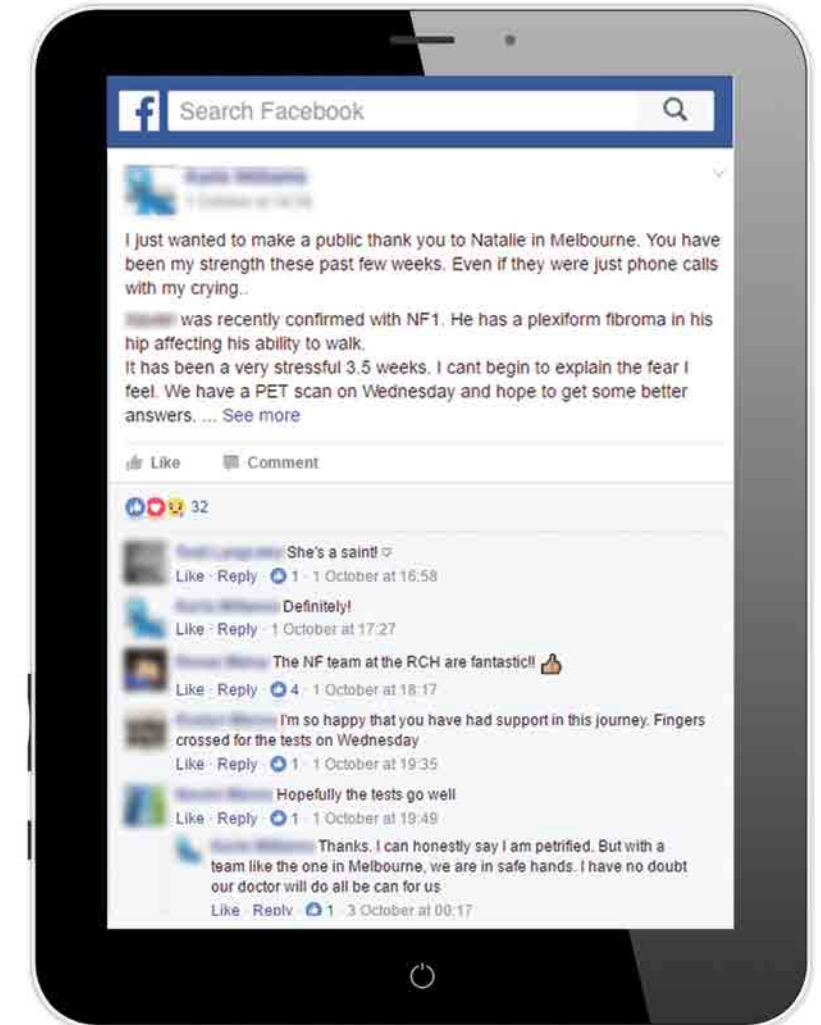 f Search Facebook
I just wanted to make a public thank you to Natalie in Melbourne. You have
been my strength these past few weeks. Even if they were just phone calls
with my crying..
was recently confirmed with NF1. He has a plexiform fibroma in his
hip affecting his ability to walk.
It has been a very stressful 3.5 weeks. I cant begin to explain the fear I
feel. We have a PET scan on Wednesday and hope to get some better
answers. ... See more
Like Comment
32
She's a saint!
Like · Reply · 1 · 1 October at 16:58
Definitely!
Like · Reply · 1 October at 17:27
The NF team at the RCH are fantastic!!
Like · Reply · 4 · 1 October at 18:17
I'm so happy that you have had support in this journey. Fingers
crossed for the tests on Wednesday
Like · Reply · 1 · 1 October at 19:35
Hopefully the tests go well
Like · Reply · 1 · 1 October at 19:49
Thanks. I can honestly say I am petrified. But with a
team like the one in Melbourne, we are in safe hands. I have no doubt
our doctor will do all be can for us
Like · Reply · 1 · 3 October at 00:17